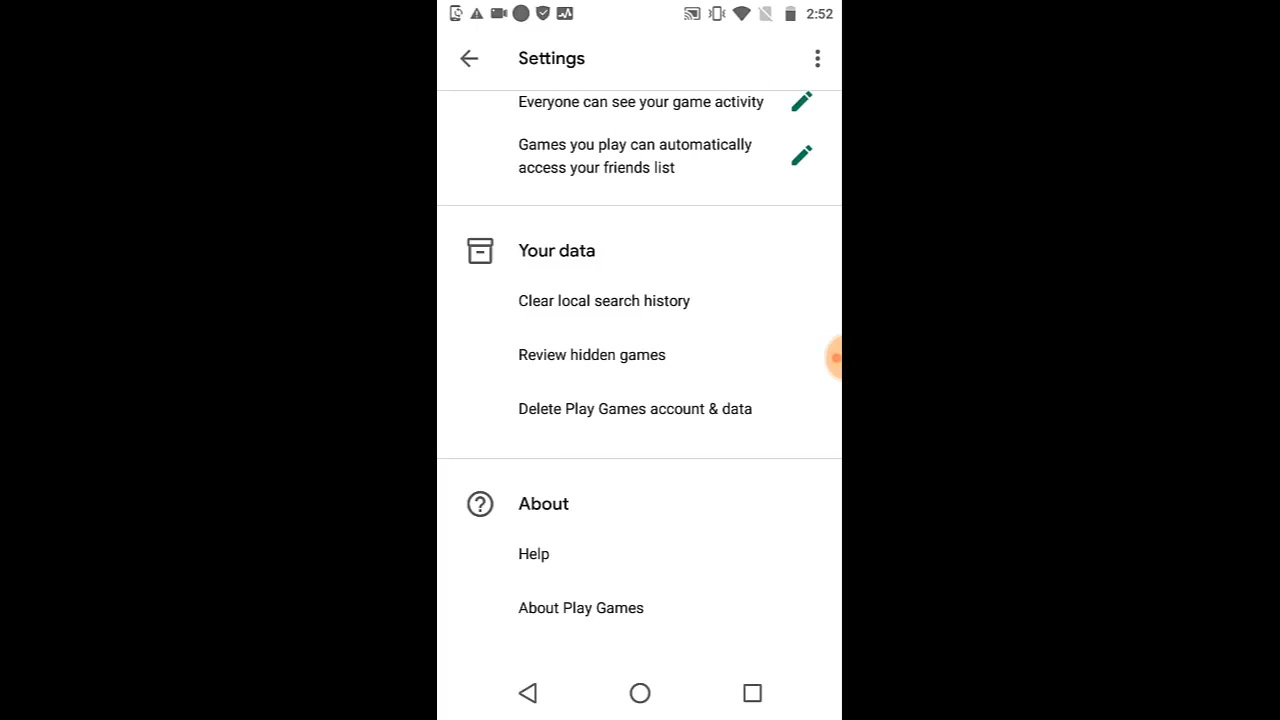 2:52
Settings
Everyone can see your game activity
Games you play can automatically
access your friends list
Your data
Clear local search history
Review hidden games
Delete Play Games account & data
About
Help
About Play Games